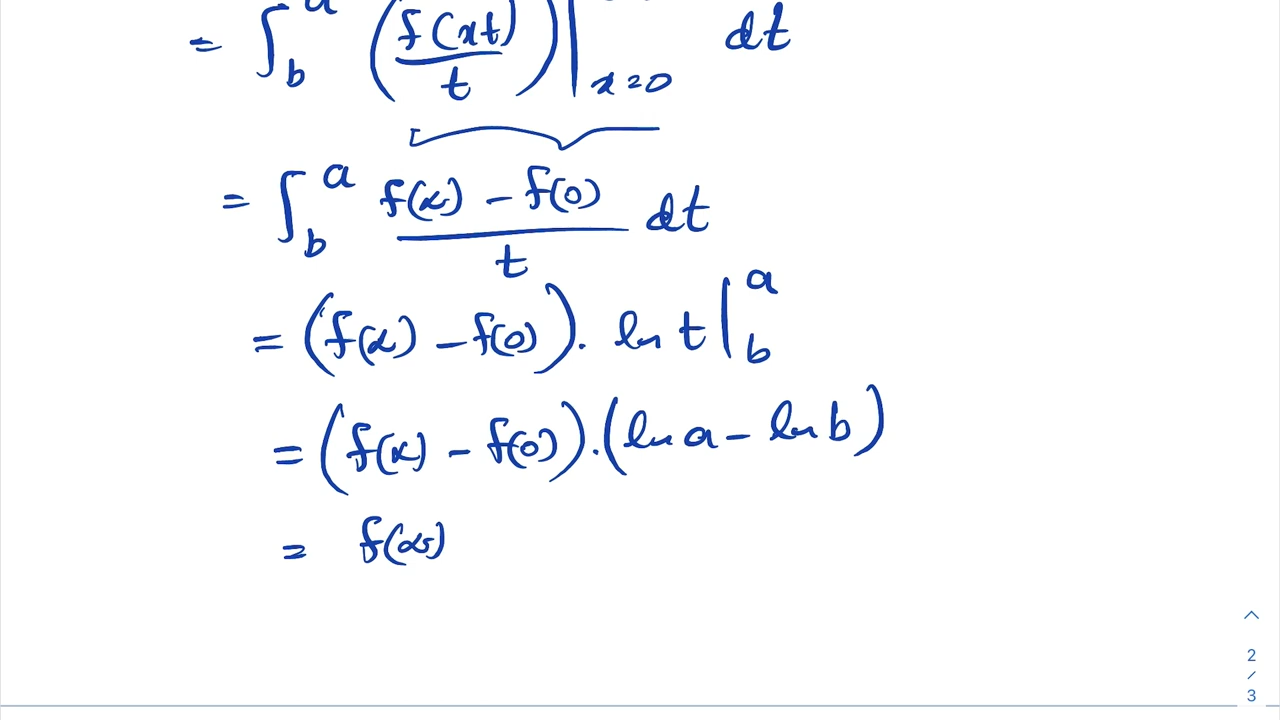 = ∫_b^a (f(xt)/t)|_{x=0} dt
= ∫_b^a (f(∝) - f(0))/t dt
= (f(∝) - f(0)). ln t|_b^a
= (f(∝) - f(0)).(ln a - ln b)
= f(∝)
2
/
3